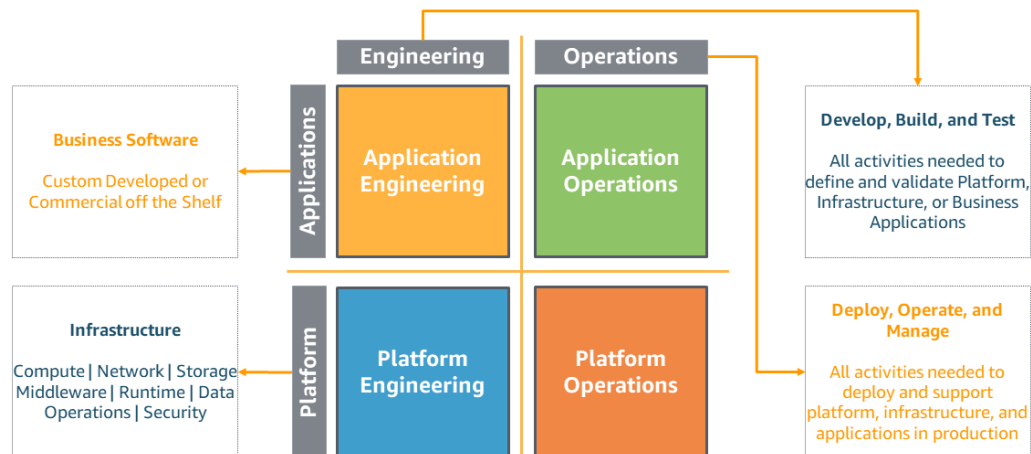 Engineering
Operations
Applications
Platform
Application
Engineering
Application
Operations
Platform
Engineering
Platform
Operations
Business Software
Custom Developed or
Commercial off the Shelf
Infrastructure
Compute | Network | Storage
Middleware | Runtime | Data
Operations | Security
Develop, Build, and Test
All activities needed to
define and validate Platform,
Infrastructure, or Business
Applications
Deploy, Operate, and
Manage
All activities needed to
deploy and support
platform, infrastructure, and
applications in production